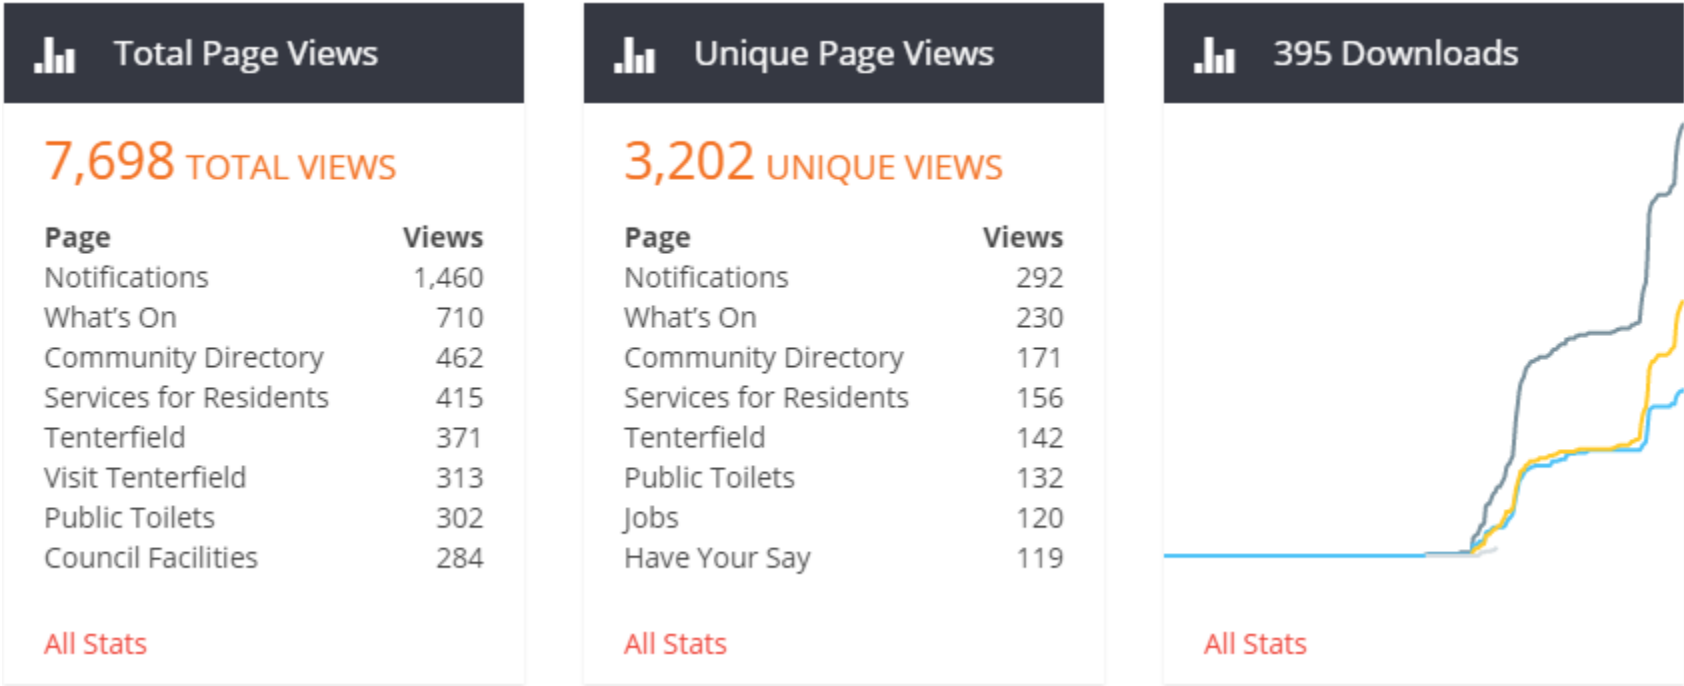 Total Page Views
7,698 TOTAL VIEWS
Page Views
Notifications 1,460
What’s On 710
Community Directory 462
Services for Residents 415
Tenterfield 371
Visit Tenterfield 313
Public Toilets 302
Council Facilities 284
All Stats
Unique Page Views
3,202 UNIQUE VIEWS
Page Views
Notifications 292
What’s On 230
Community Directory 171
Services for Residents 156
Tenterfield 142
Public Toilets 132
Jobs 120
Have Your Say 119
All Stats
395 Downloads
All Stats